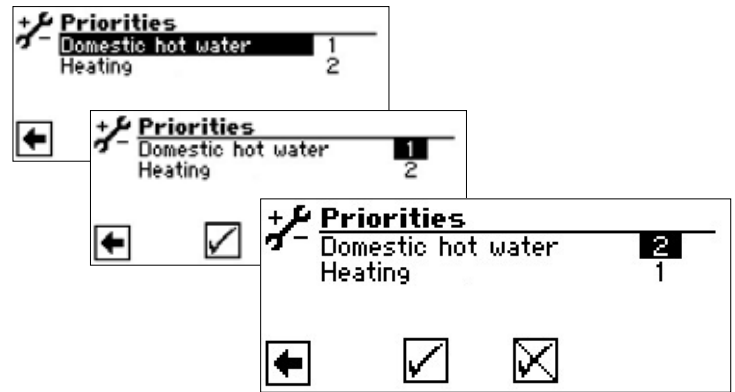 Priorities
Domestic hot water 1
Heating 2
Priorities
Domestic hot water 1
Heating 2
Priorities
Domestic hot water 2
Heating 1